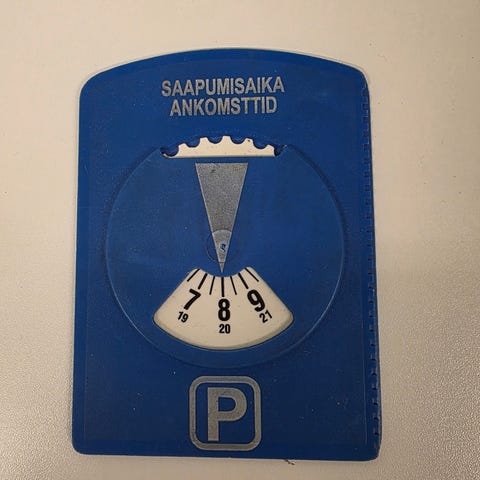 SAAPUMISAIKA
ANKOMSTTID
7 8 9
19 20 21
P